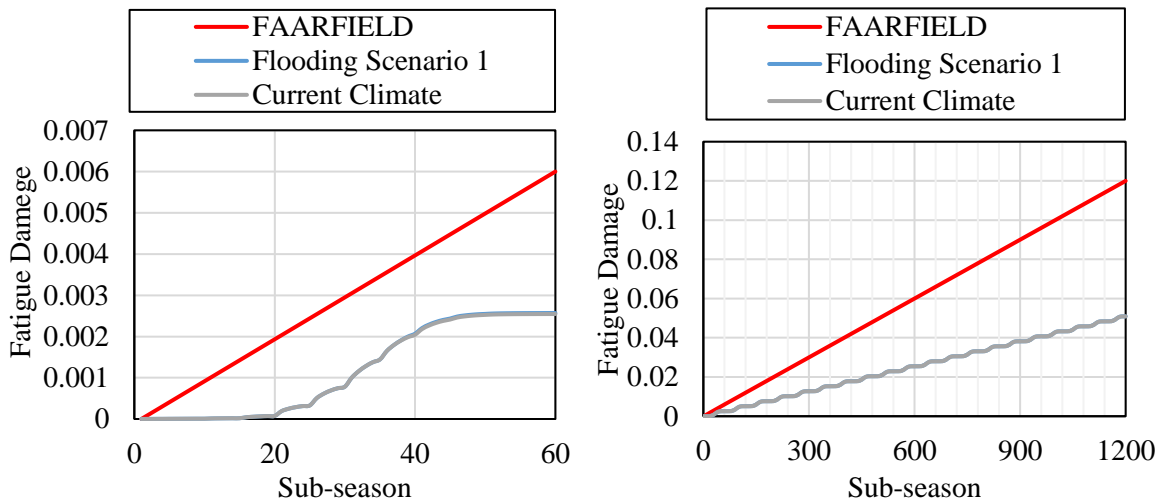 FAARFIELD
Flooding Scenario 1
Current Climate
0.007
0.006
0.005
0.004
0.003
0.002
0.001
0
Fatigue Damege
0
20
40
60
Sub-season
FAARFIELD
Flooding Scenario 1
Current Climate
0.14
0.12
0.1
0.08
0.06
0.04
0.02
0
Fatigue Damage
0
300
600
900
1200
Sub-season